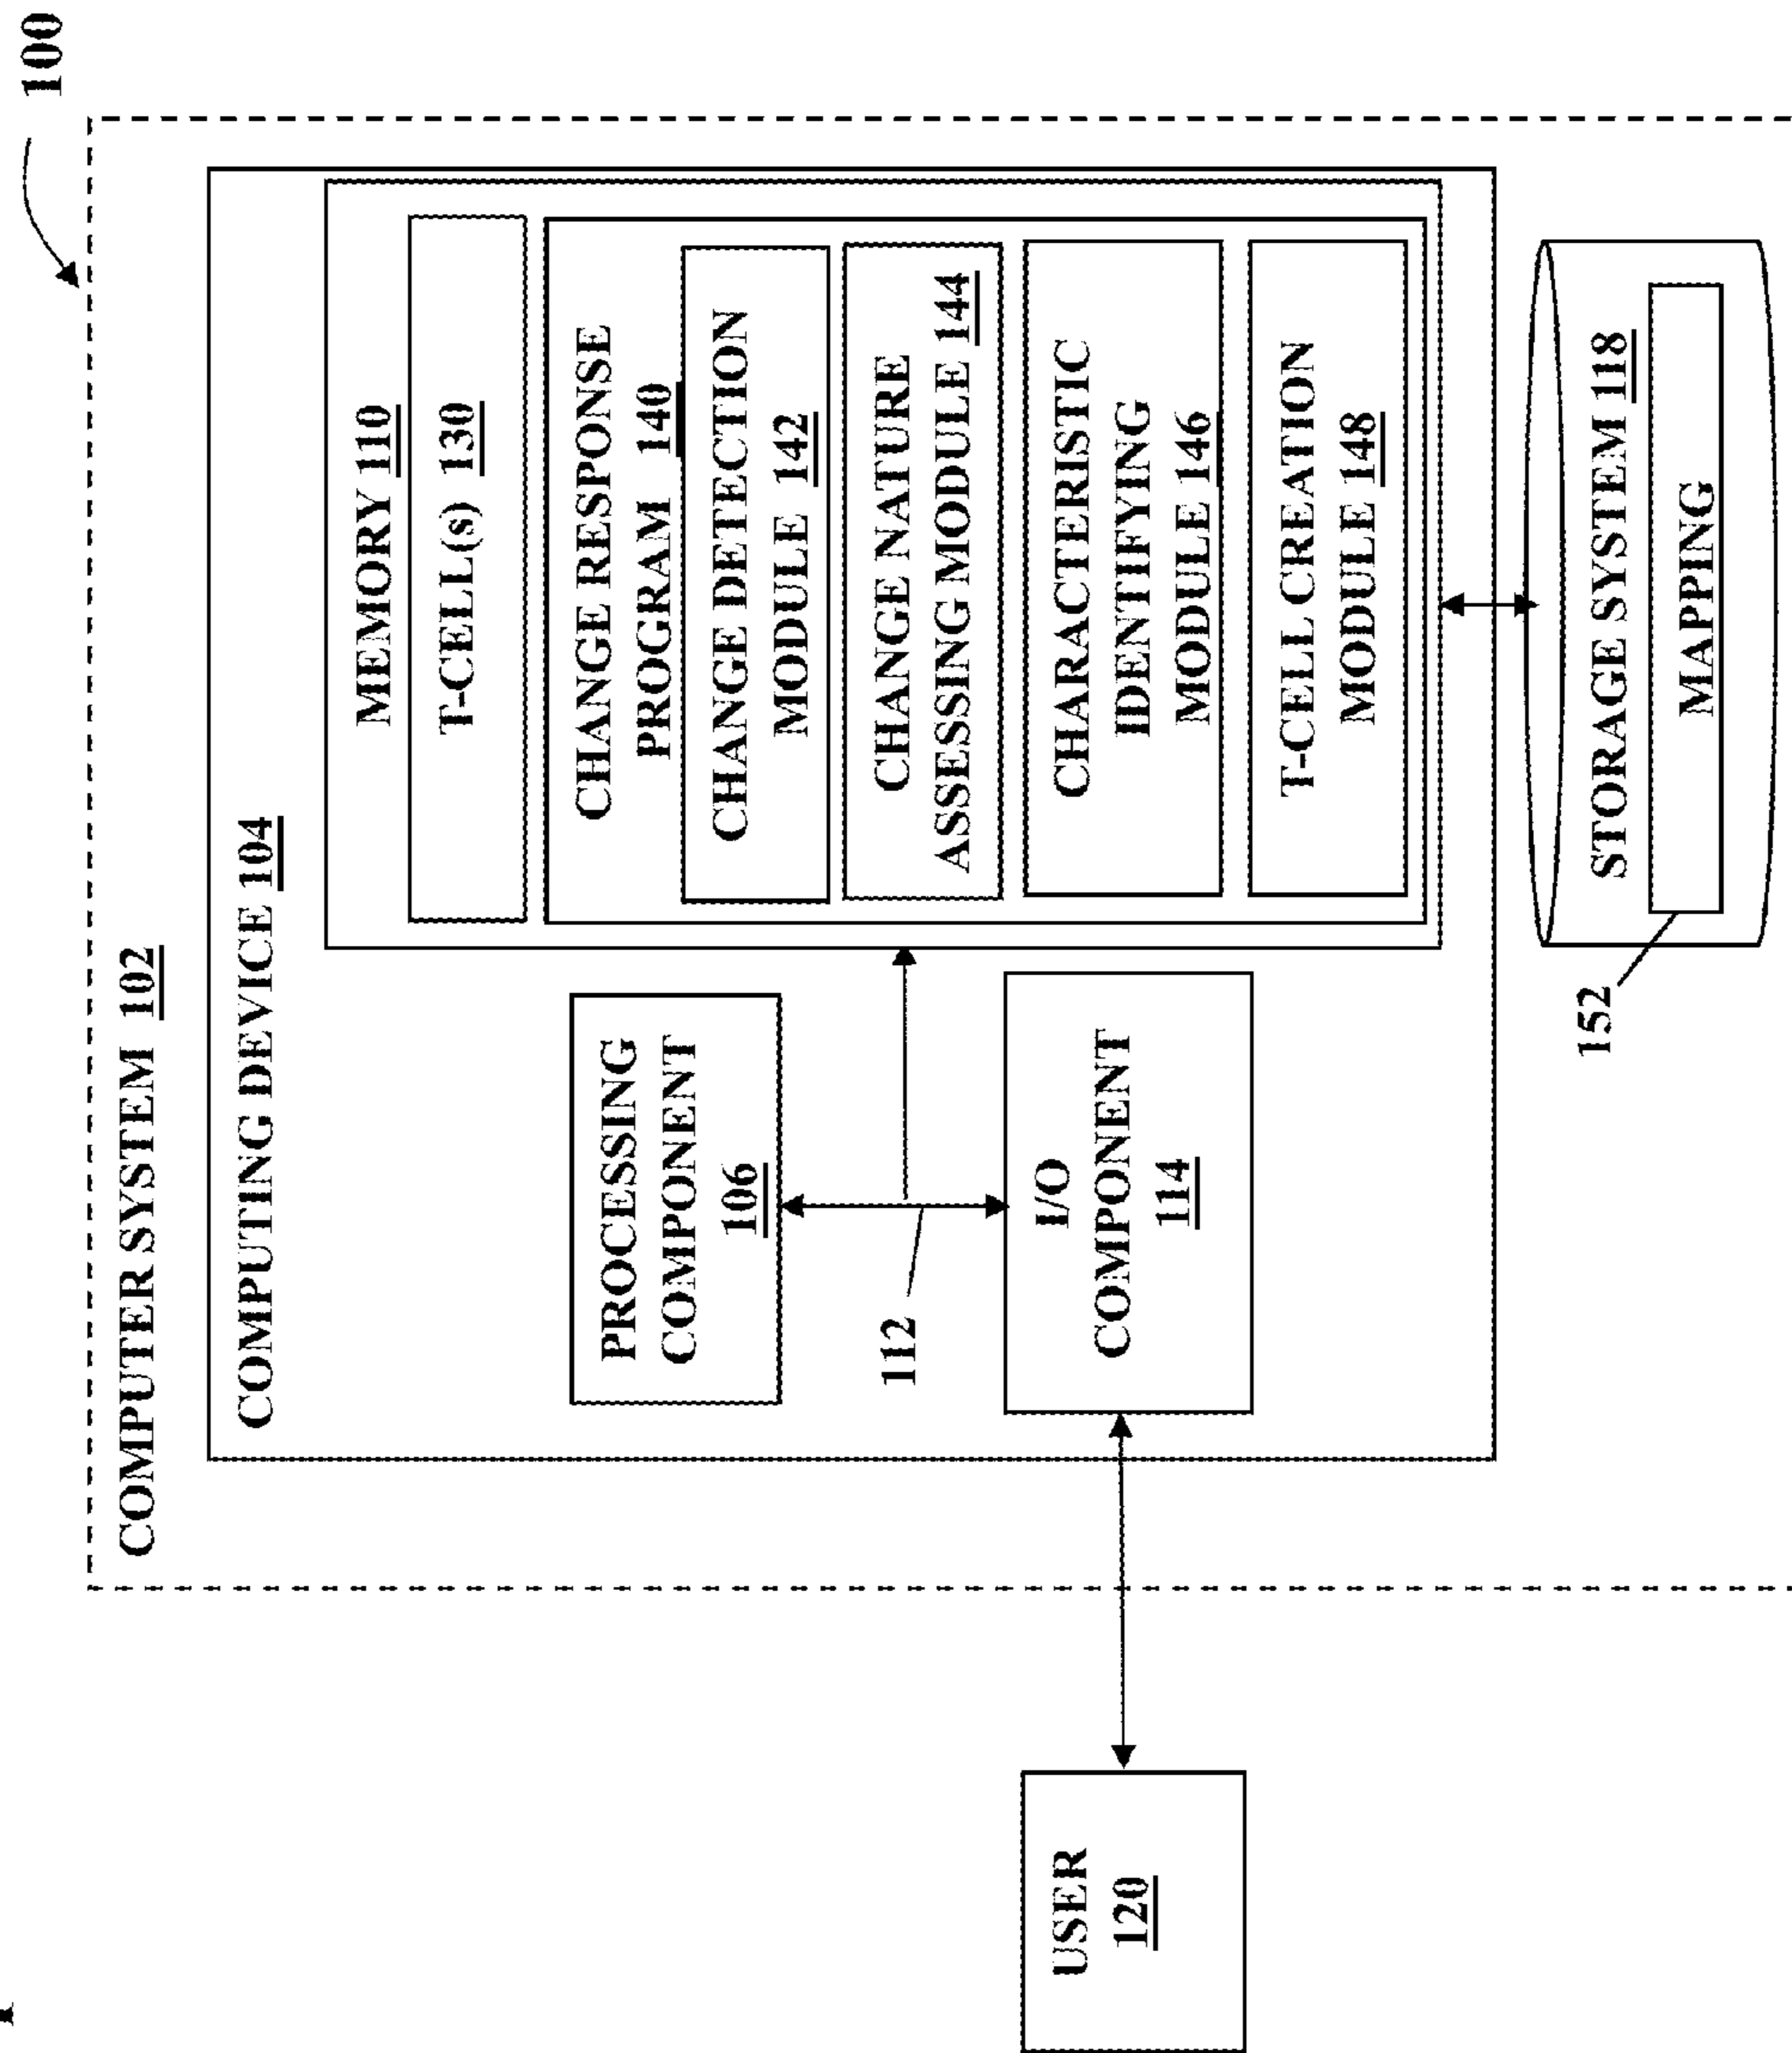 100
COMPUTER SYSTEM 102
COMPUTING DEVICE 104
MEMORY 110
T-CELL(s) 130
CHANGE RESPONSE
PROGRAM 140
CHANGE DETECTION
MODULE 142
CHANGE NATURE
ASSESSING MODULE 144
CHARACTERISTIC
IDENTIFYING
MODULE 146
T-CELL CREATION
MODULE 148
PROCESSING
COMPONENT
106
112
I/O
COMPONENT
114
USER
120
STORAGE SYSTEM 118
MAPPING
152